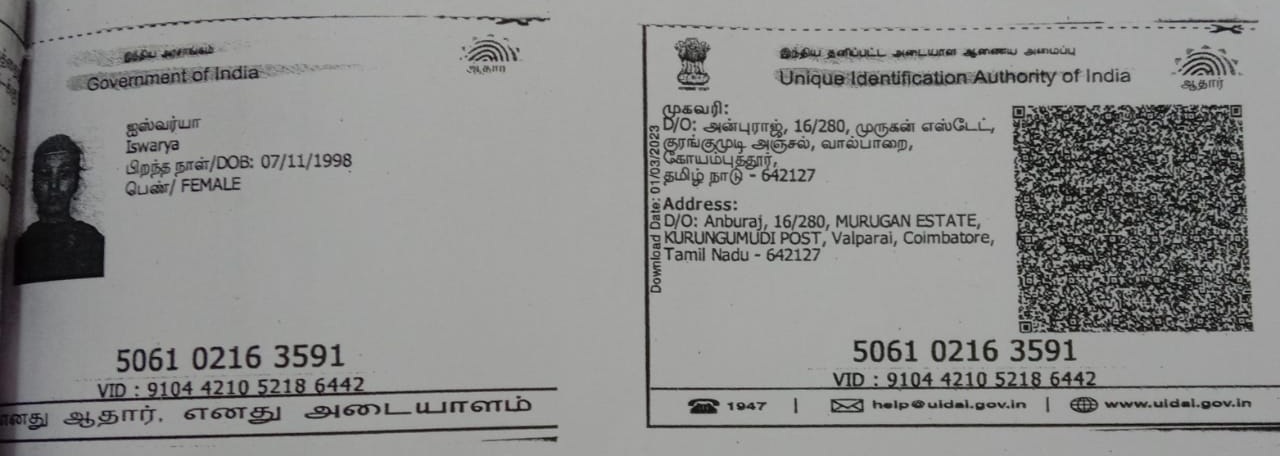 இந்திய அரசாங்கம்
Government of India
ஆதார்
ஐஸ்வர்யா
Iswarya
பிறந்த நாள்/DOB: 07/11/1998
பெண்/ FEMALE
5061 0216 3591
VID : 9104 4210 5218 6442
எனது ஆதார், எனது அடையாளம்
இந்திய தனிப்பட்ட அடையாள ஆணைய அமைப்பு
Unique Identification Authority of India
ஆதார்
Download Date: 01/03/2023
முகவரி:
D/O: அன்புராஜ், 16/280, முருகன் எஸ்டேட்,
குரங்குமுடி அஞ்சல், வால்பாறை,
கோயம்புத்தூர்,
தமிழ் நாடு - 642127
Address:
D/O: Anburaj, 16/280, MURUGAN ESTATE,
KURUNGUMUDI POST, Valparai, Coimbatore,
Tamil Nadu - 642127
5061 0216 3591
VID : 9104 4210 5218 6442
1947 | help@uidai.gov.in | www.uidai.gov.in